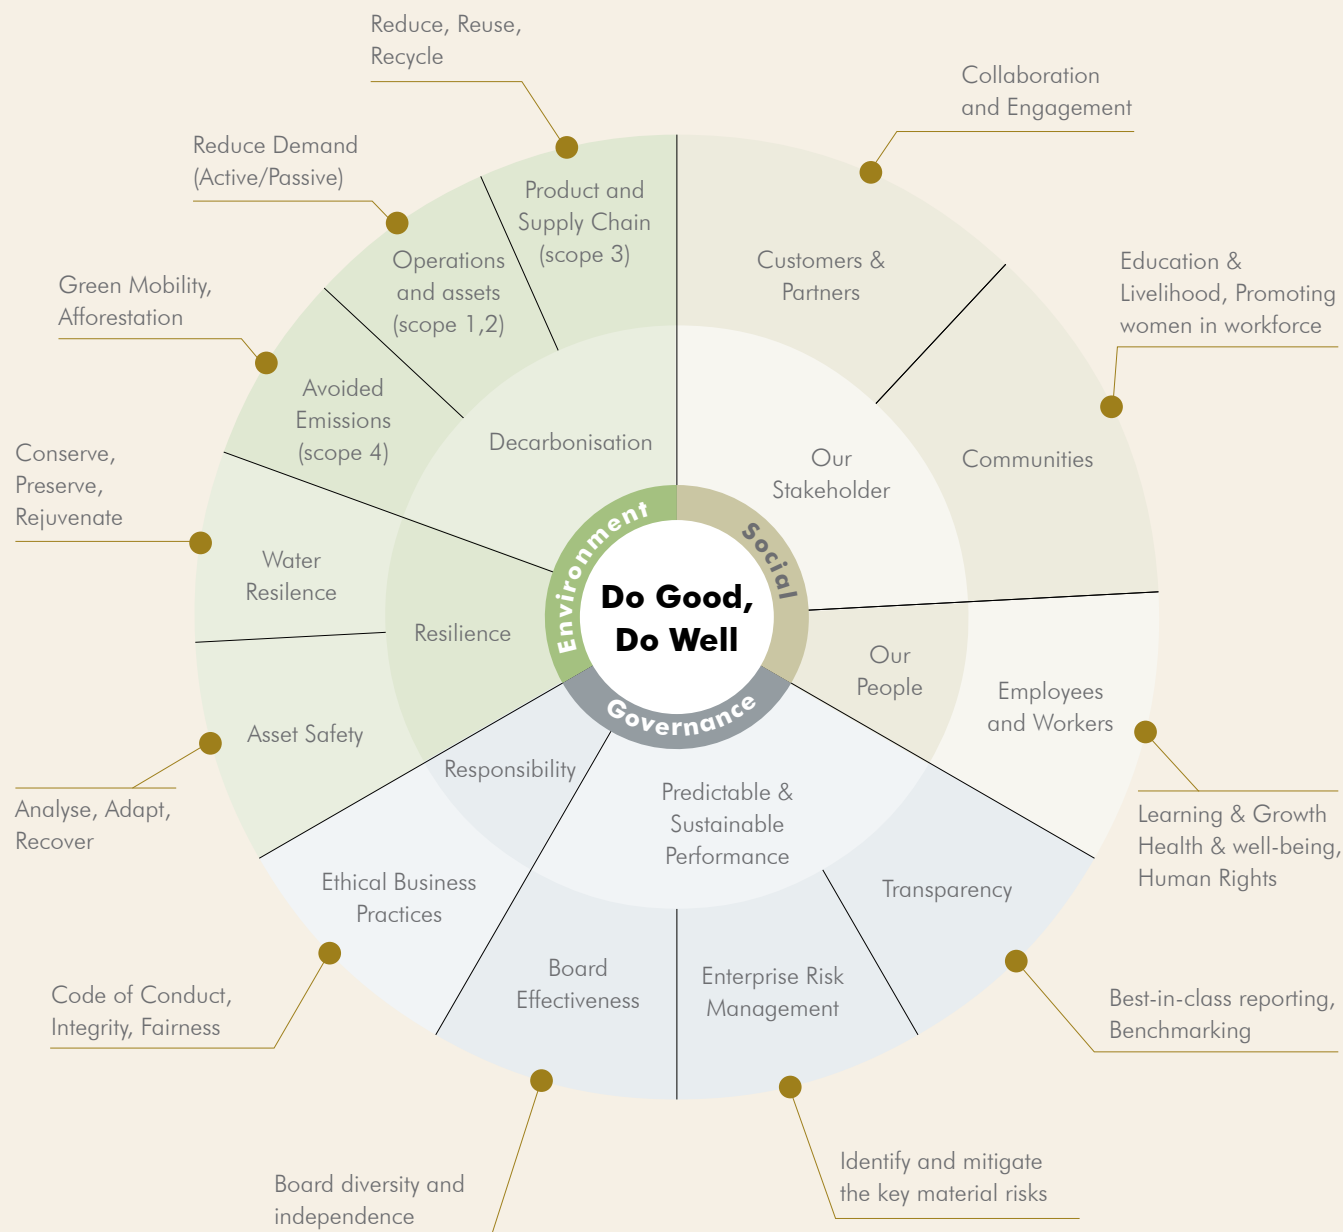 Reduce, Reuse,
Recycle
Collaboration
and Engagement
Reduce Demand
(Active/Passive)
Product and
Supply Chain
(scope 3)
Operations
and assets
(scope 1,2)
Customers &
Partners
Education &
Livelihood, Promoting
women in workforce
Green Mobility,
Afforestation
Avoided
Emissions
(scope 4)
Decarbonisation
Our
Stakeholder
Communities
Conserve,
Preserve,
Rejuvenate
Water
Resilence
Environment
Social
Do Good,
Do Well
Governance
Resilience
Our
People
Employees
and Workers
Asset Safety
Analyse, Adapt,
Recover
Responsibility
Predictable &
Sustainable
Performance
Learning & Growth
Health & well-being,
Human Rights
Ethical Business
Practices
Transparency
Board
Effectiveness
Enterprise Risk
Management
Code of Conduct,
Integrity, Fairness
Best-in-class reporting,
Benchmarking
Board diversity and
independence
Identify and mitigate
the key material risks